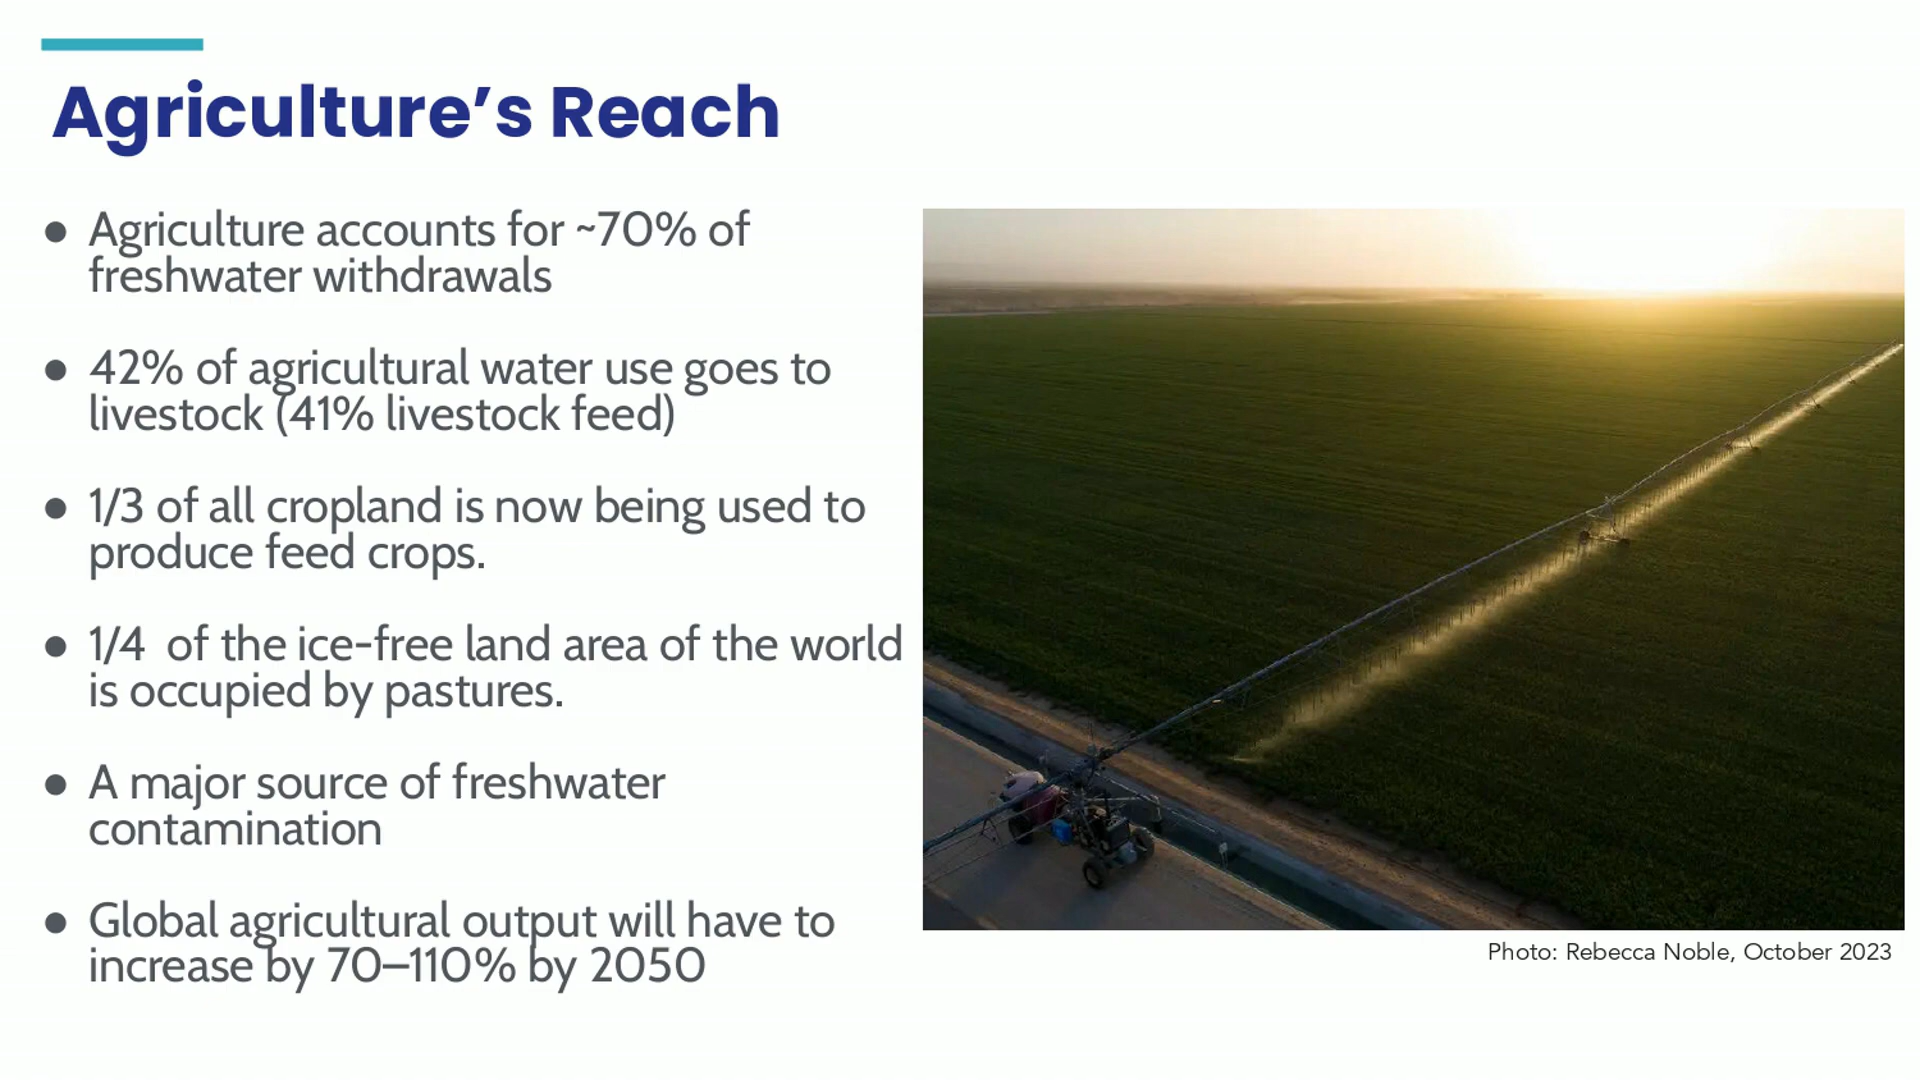 Agriculture’s Reach
● Agriculture accounts for ~70% of
freshwater withdrawals
● 42% of agricultural water use goes to
livestock (41% livestock feed)
● 1/3 of all cropland is now being used to
produce feed crops.
● 1/4  of the ice-free land area of the world
is occupied by pastures.
● A major source of freshwater
contamination
● Global agricultural output will have to
increase by 70–110% by 2050
Photo: Rebecca Noble, October 2023